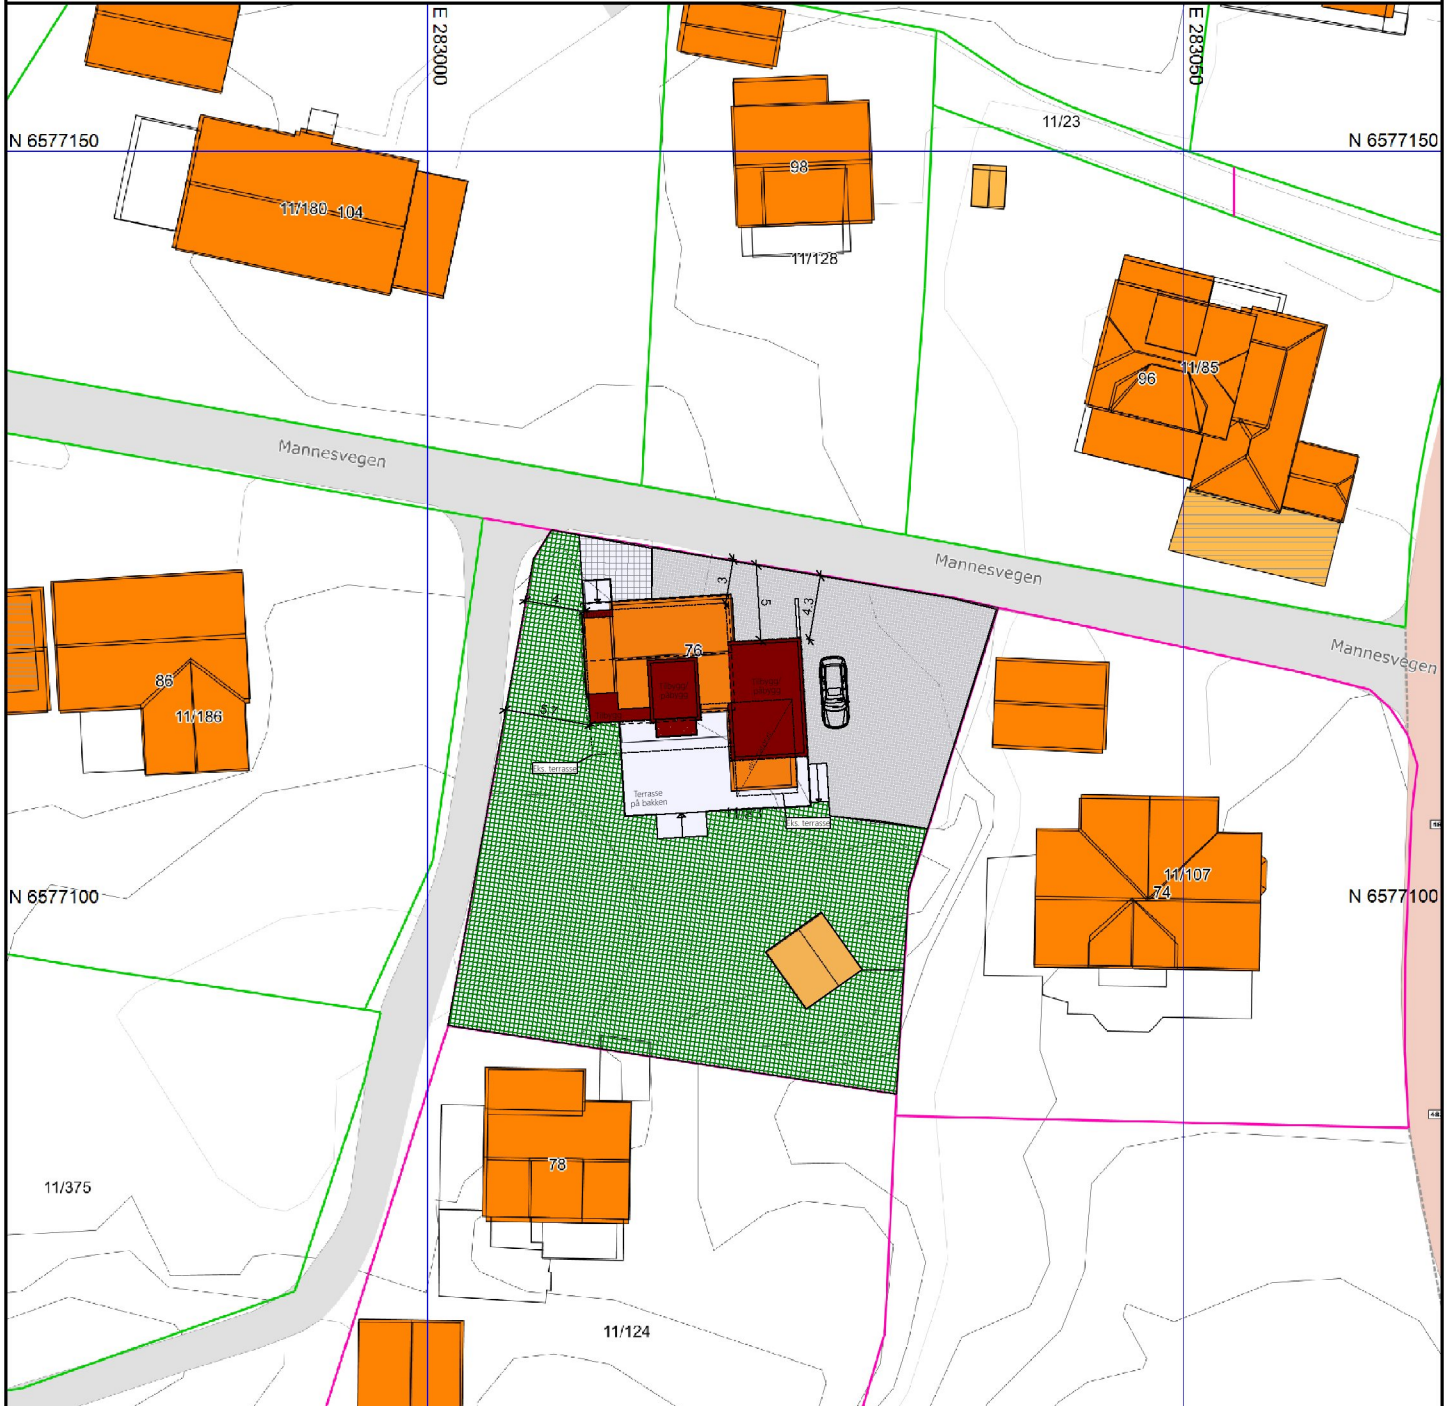 E 283000
E 283050
N 6577150
N 6577150
11/23
98
11/180
104
11/128
11/85
96
Mannesvegen
Mannesvegen
Mannesvegen
3
5
4.3
4
76
86
11/186
5.7
Eks. terrasse
Terrasse
på bakken
Eks. terrasse
11/107
74
N 6577100
N 6577100
78
11/375
11/124